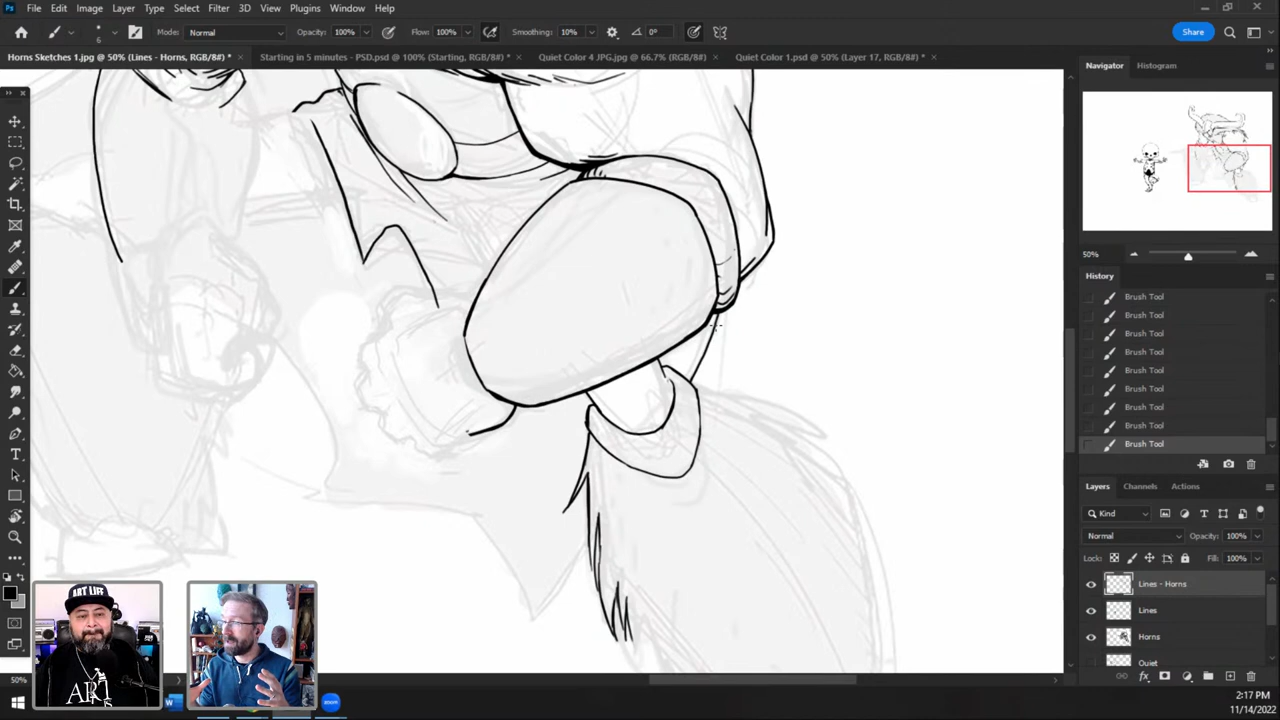 Ps File Edit Image Layer Type Select Filter 3D View Plugins Window Help
6 Mode: Normal Opacity: 100% Flow: 100% Smoothing: 10% 0° Share
Horns Sketches 1.jpg @ 50% (Lines - Horns, RGB/8#) * × Starting in 5 minutes - PSD.psd @ 100% (Starting, RGB/8#) * × Quiet Color 4 JPG.jpg @ 66.7% (RGB/8#) × Quiet Color 1.psd @ 50% (Layer 17, RGB/8#) * ×
Navigator Histogram
50%
History
Brush Tool
Brush Tool
Brush Tool
Brush Tool
Brush Tool
Brush Tool
Brush Tool
Brush Tool
Brush Tool
Layers Channels Actions
Kind
Normal Opacity: 100%
Lock: Fill: 100%
Lines - Horns
Lines
Horns
Quiet
50%
ART LIFE
ART
W zoom
2:17 PM
11/14/2022